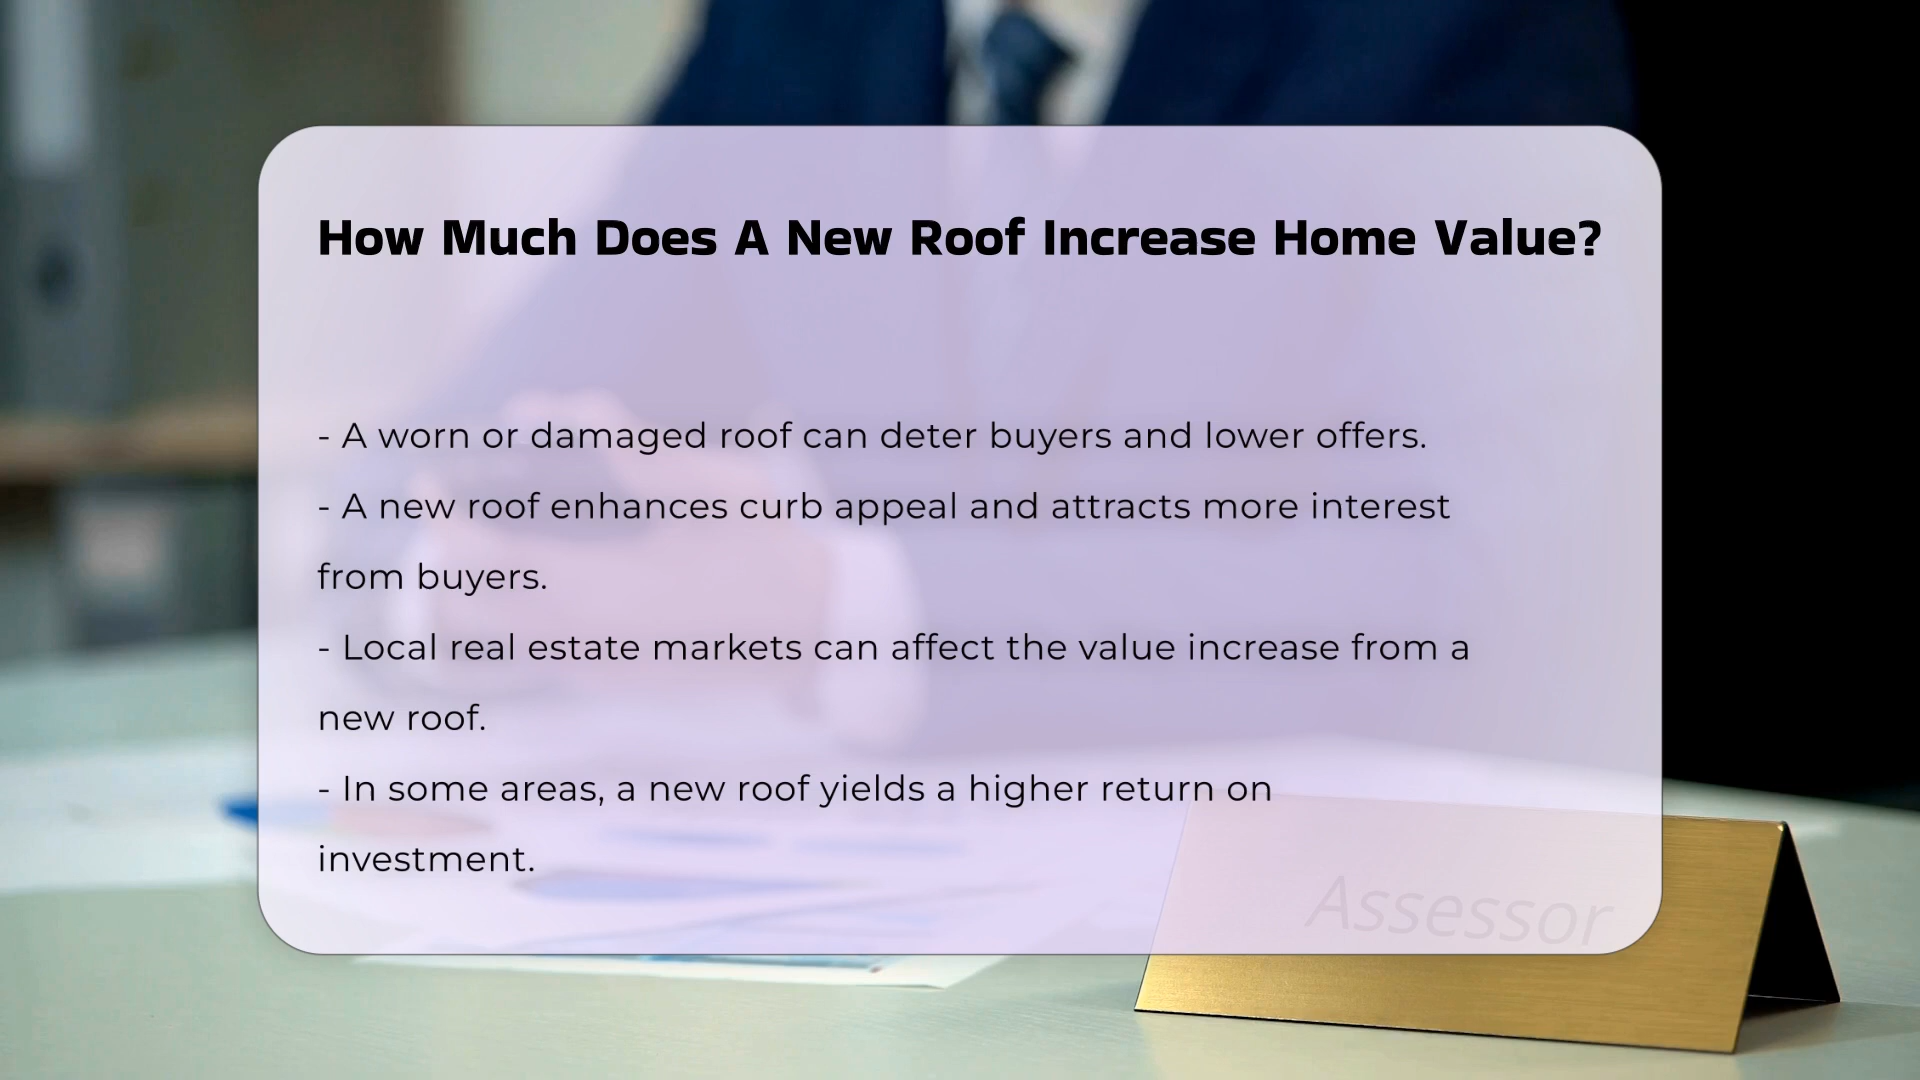 How Much Does A New Roof Increase Home Value?
- A worn or damaged roof can deter buyers and lower offers.
- A new roof enhances curb appeal and attracts more interest
from buyers.
- Local real estate markets can affect the value increase from a
new roof.
- In some areas, a new roof yields a higher return on
investment.
Assessor